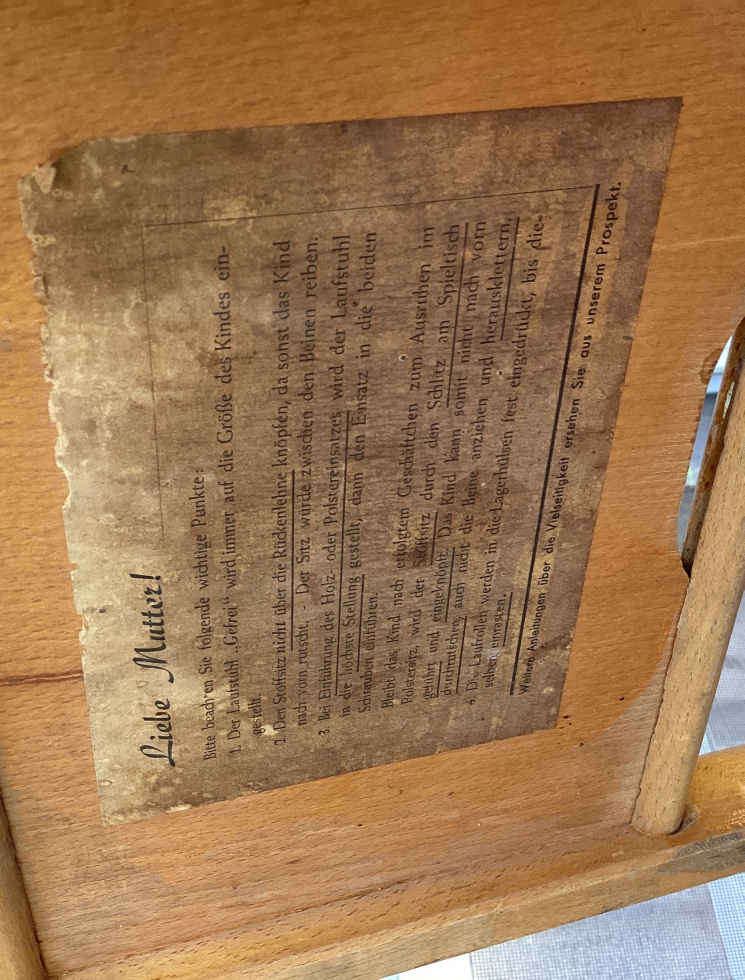 Liebe Mutter!
Bitte beachten Sie folgende wichtige Punkte:
1. Der Laufstuhl „Gefrei“ wird immer auf die Größe des Kindes ein-
gestellt.
2. Den Stoffsitz nicht über die Rückenlehne knöpfen, da sonst das Kind
nach vorn rutscht. - Der Sitz würde zwischen den Beinen reiben.
3. Bei Einführung des Holz- oder Polstereinsatzes wird der Laufstuhl
in die höchste Stellung gestellt, dann den Einsatz in die beiden
Schrauben einführen.
Bleibt das Kind nach erfolgtem Geschäftchen zum Ausruhen im
Polstersitz, wird der Stoffsitz durch den Schlitz am Spieltisch
geführt und eingeknöpft. Das Kind kann somit nicht nach vorn
durchrutschen, auch nicht die Beine anziehen und herausklettern.
4. Die Laufrollen werden in die Lagerhülsen fest eingedrückt, bis die-
selben einrasten.
Weitere Anleitungen über die Vielseitigkeit ersehen Sie aus unserem Prospekt.